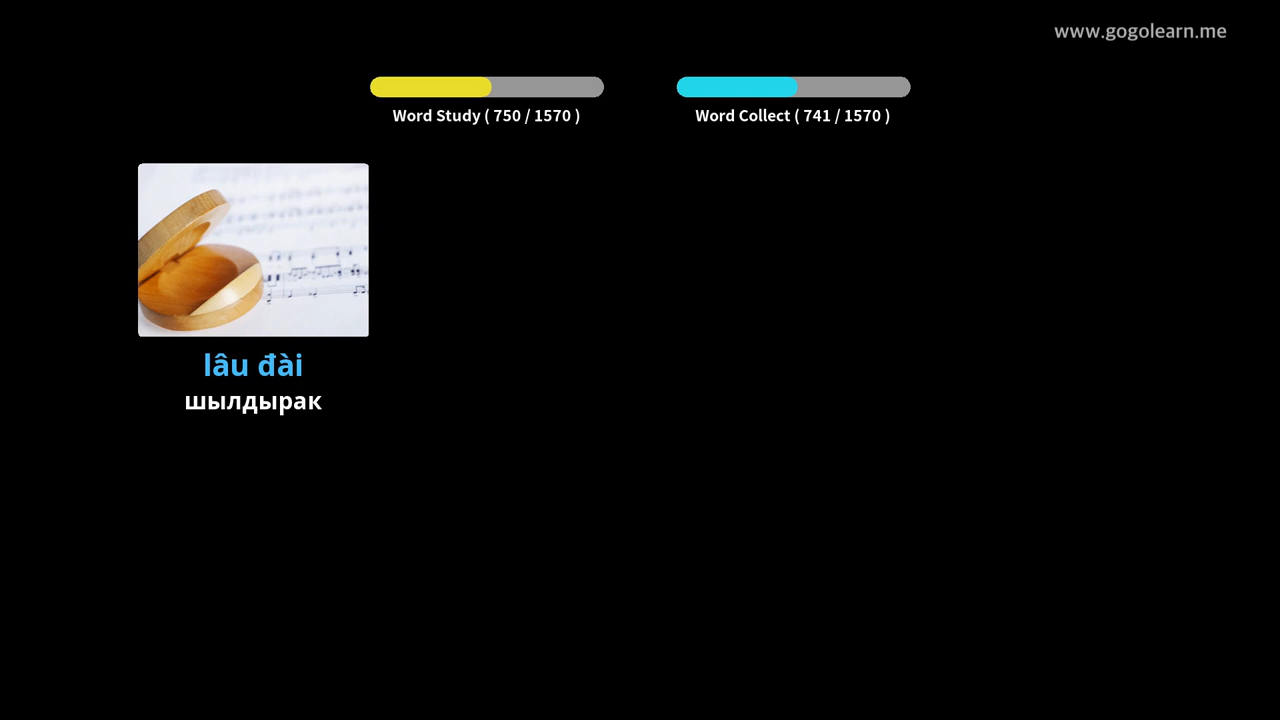 www.gogolearn.me
Word Study ( 750 / 1570 )
Word Collect ( 741 / 1570 )
lâu đài
шылдырак